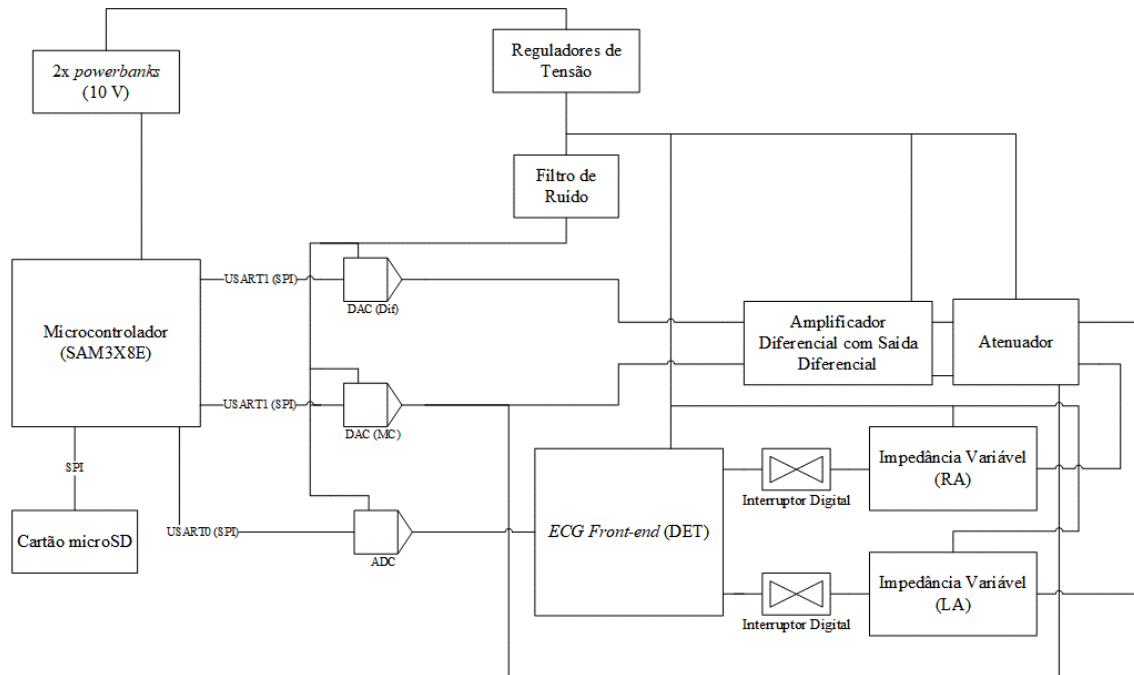 Reguladores de
Tensão
2x powerbanks
(10 V)
Filtro de
Ruído
USART1 (SPI)
DAC (Dif)
Microcontrolador
(SAM3X8E)
Amplificador
Diferencial com Saída
Diferencial
Atenuador
USART1 (SPI)
DAC (MC)
SPI
Impedância Variável
(RA)
Interruptor Digital
Cartão microSD
USART0 (SPI)
ADC
ECG Front-end (DET)
Impedância Variável
(LA)
Interruptor Digital